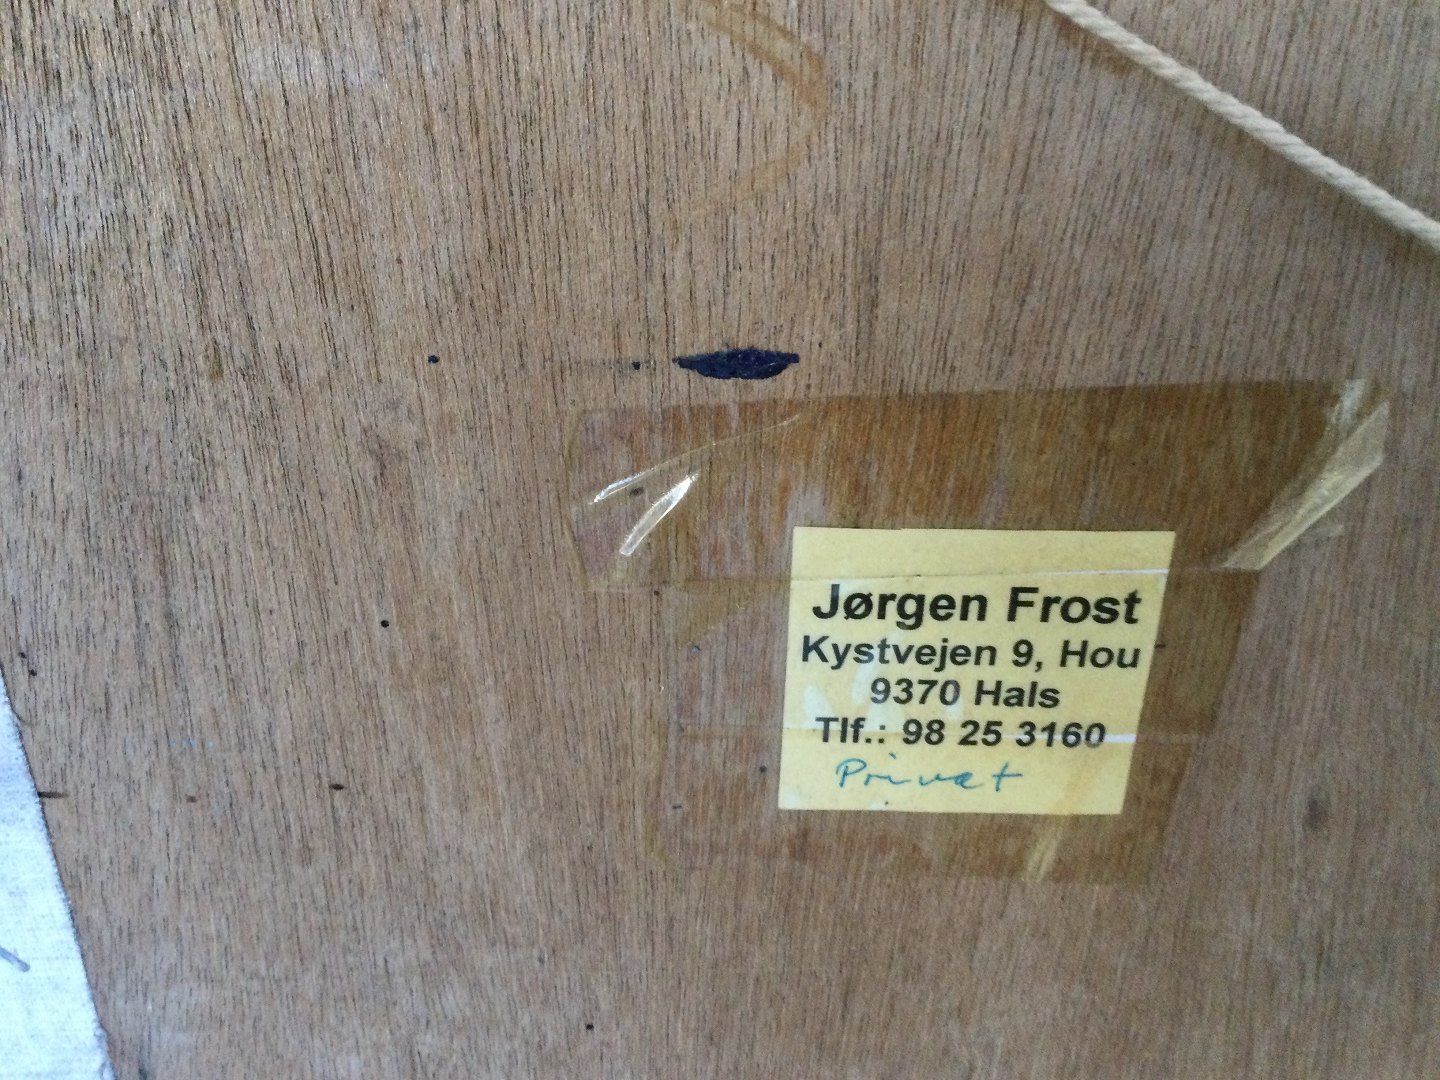 Jørgen Frost
Kystvejen 9, Hou
9370 Hals
Tlf.: 98 25 3160
Privat